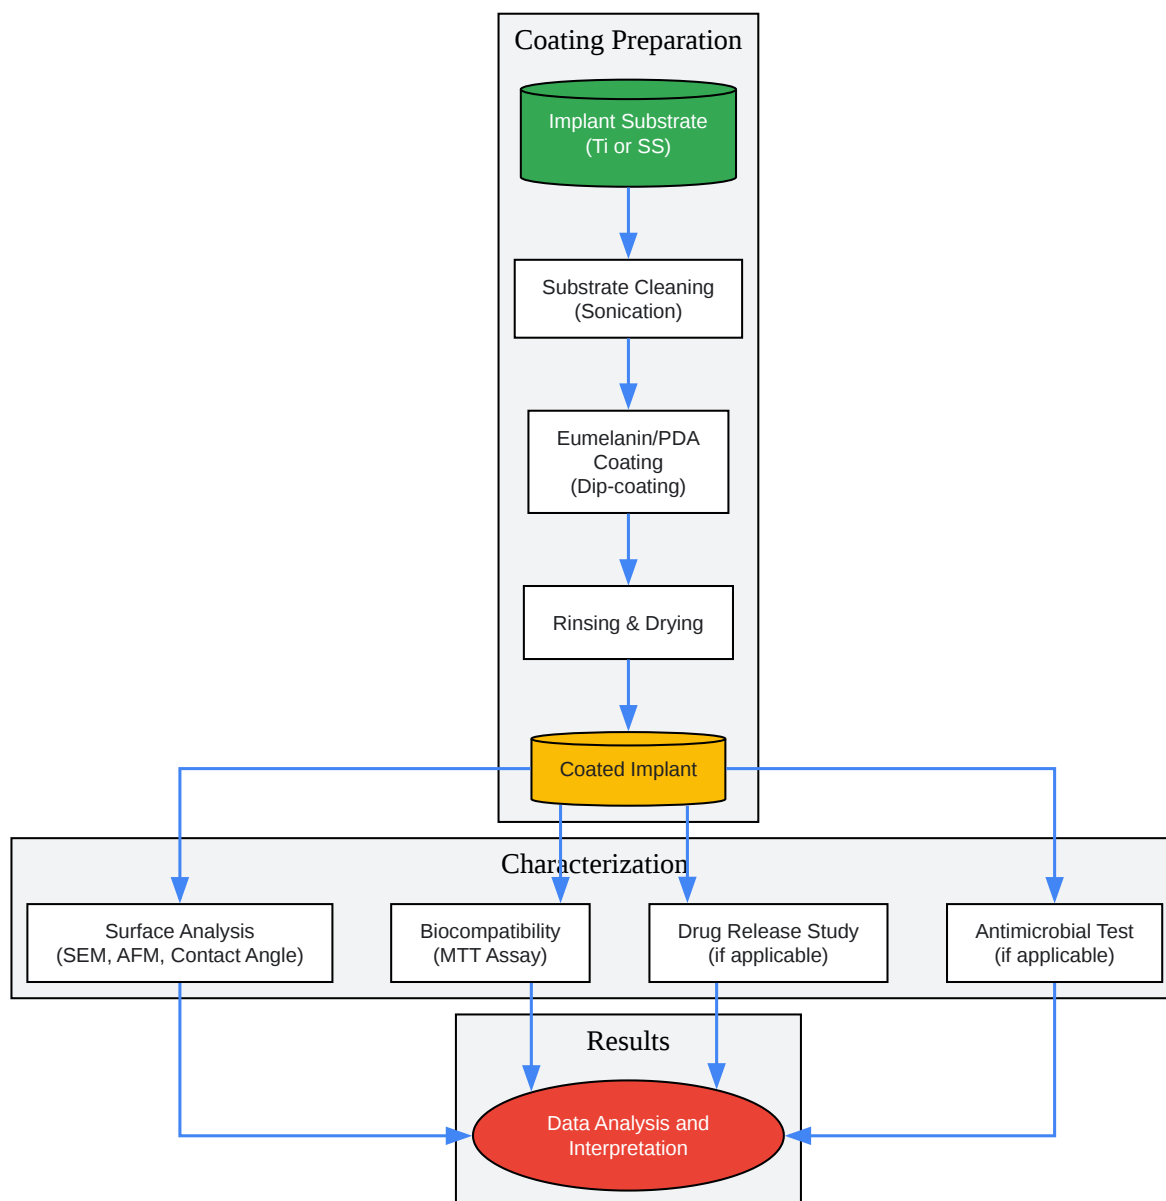 Coating Preparation
Implant Substrate
(Ti or SS)
Substrate Cleaning
(Sonication)
Eumelanin/PDA
Coating
(Dip-coating)
Rinsing & Drying
Coated Implant
Characterization
Surface Analysis
(SEM, AFM, Contact Angle)
Biocompatibility
(MTT Assay)
Drug Release Study
(if applicable)
Antimicrobial Test
(if applicable)
Results
Data Analysis and
Interpretation